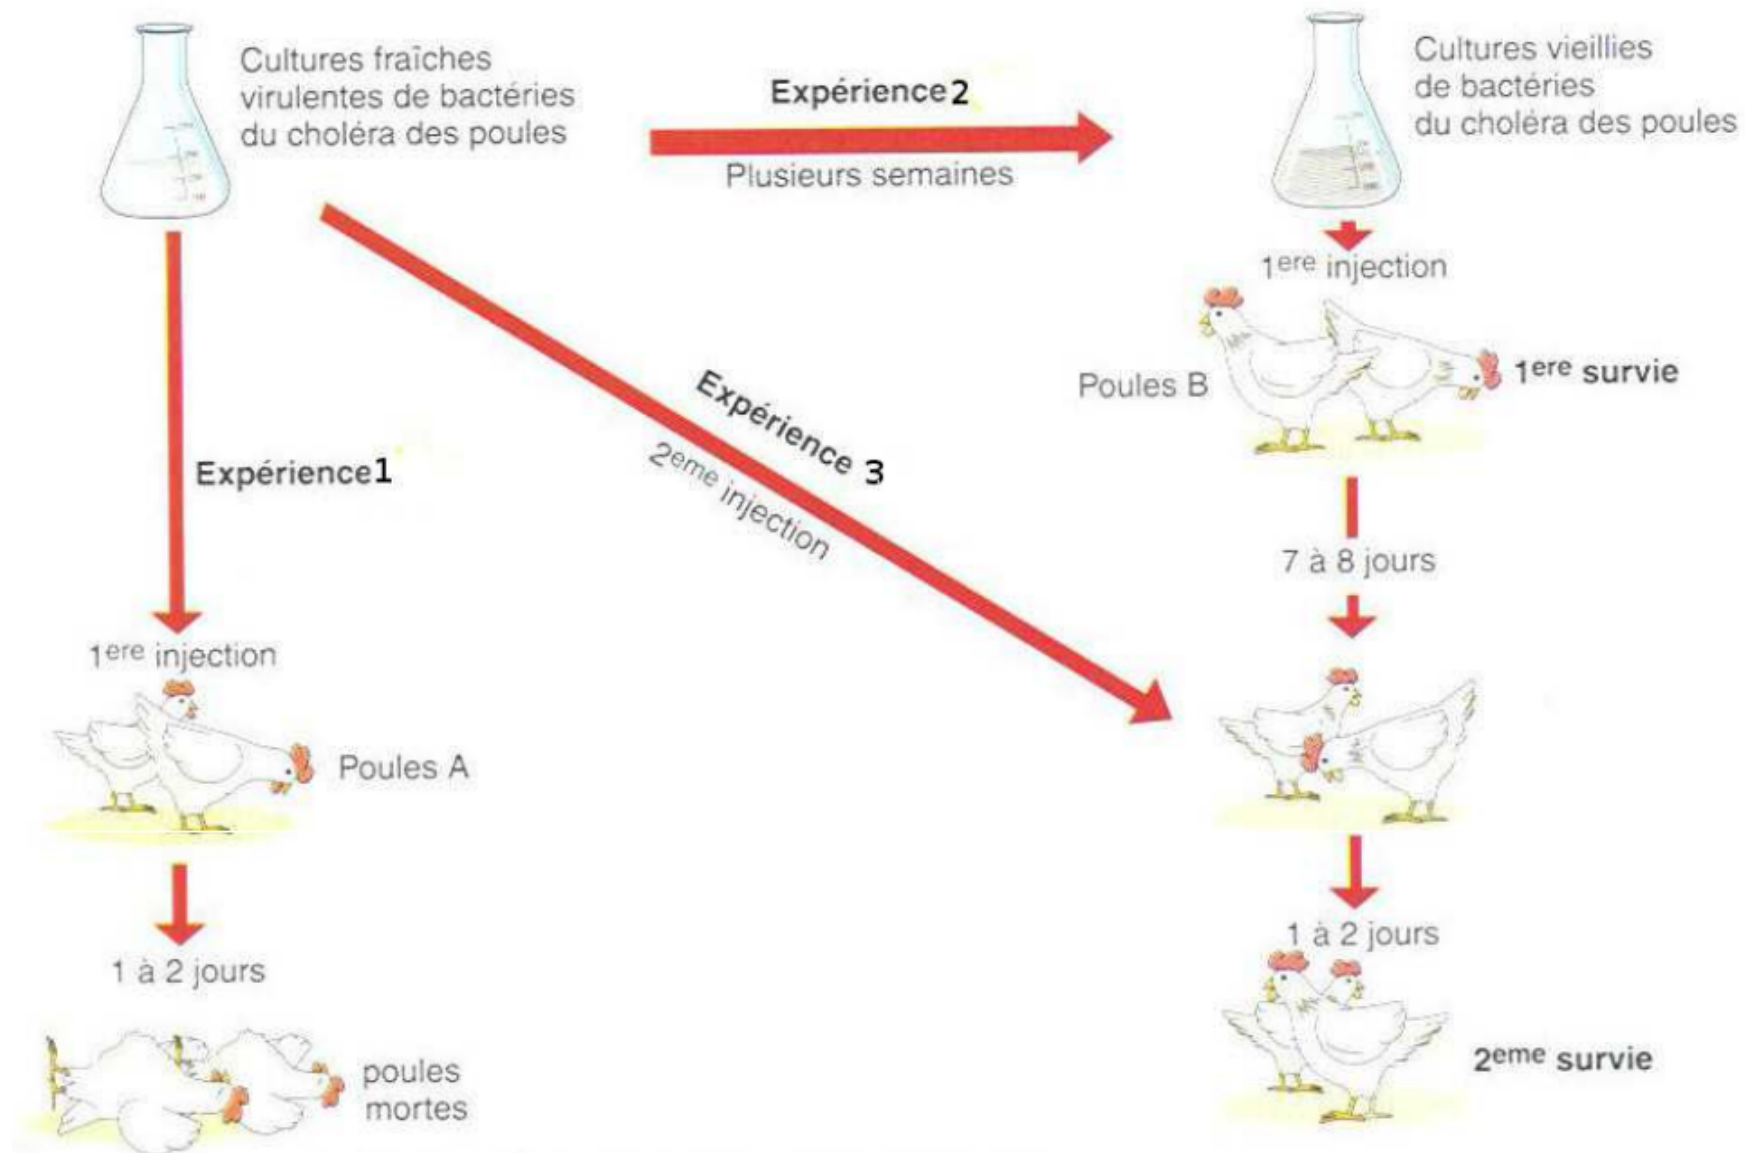 Cultures fraîches
virulentes de bactéries
du choléra des poules
Expérience 2
Plusieurs semaines
Cultures vieillies
de bactéries
du choléra des poules
1ere injection
Poules B
1ere survie
Expérience 3
2eme injection
Expérience 1
7 à 8 jours
1ere injection
Poules A
1 à 2 jours
1 à 2 jours
poules
mortes
2eme survie